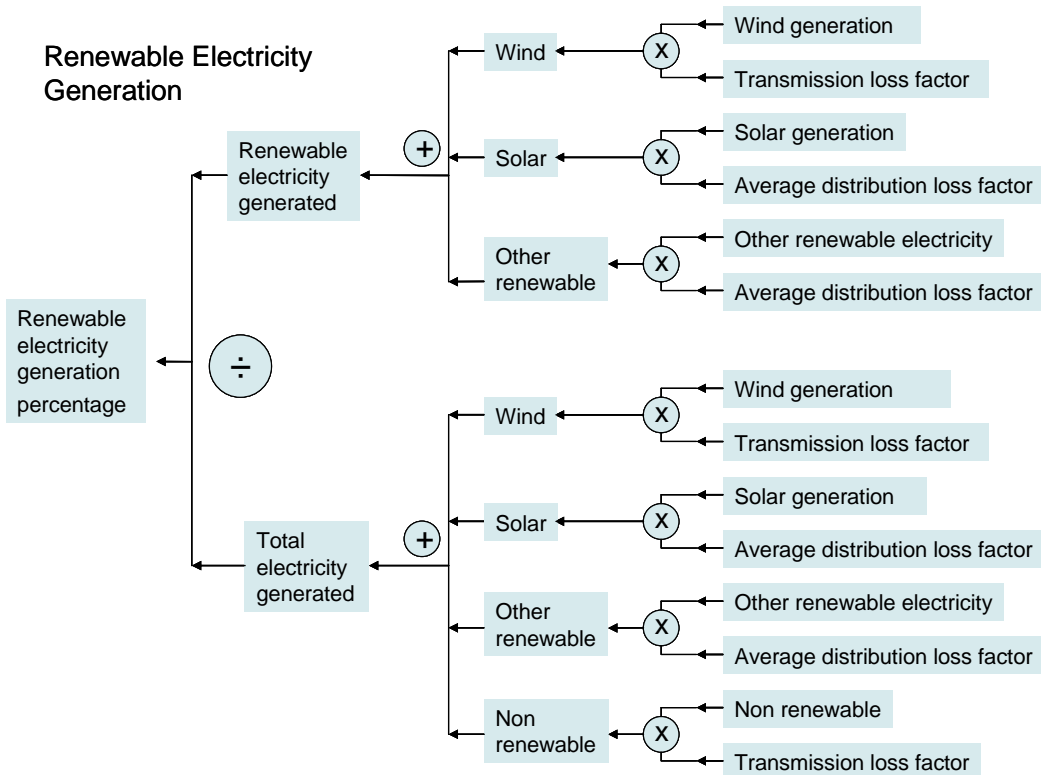 Renewable Electricity
Generation
Wind
X
Wind generation
Transmission loss factor
+
Renewable
electricity
generated
Solar
X
Solar generation
Average distribution loss factor
Other
renewable
X
Other renewable electricity
Average distribution loss factor
Renewable
electricity
generation
percentage
÷
Wind
X
Wind generation
Transmission loss factor
+
Total
electricity
generated
Solar
X
Solar generation
Average distribution loss factor
Other
renewable
X
Other renewable electricity
Average distribution loss factor
Non
renewable
X
Non renewable
Transmission loss factor